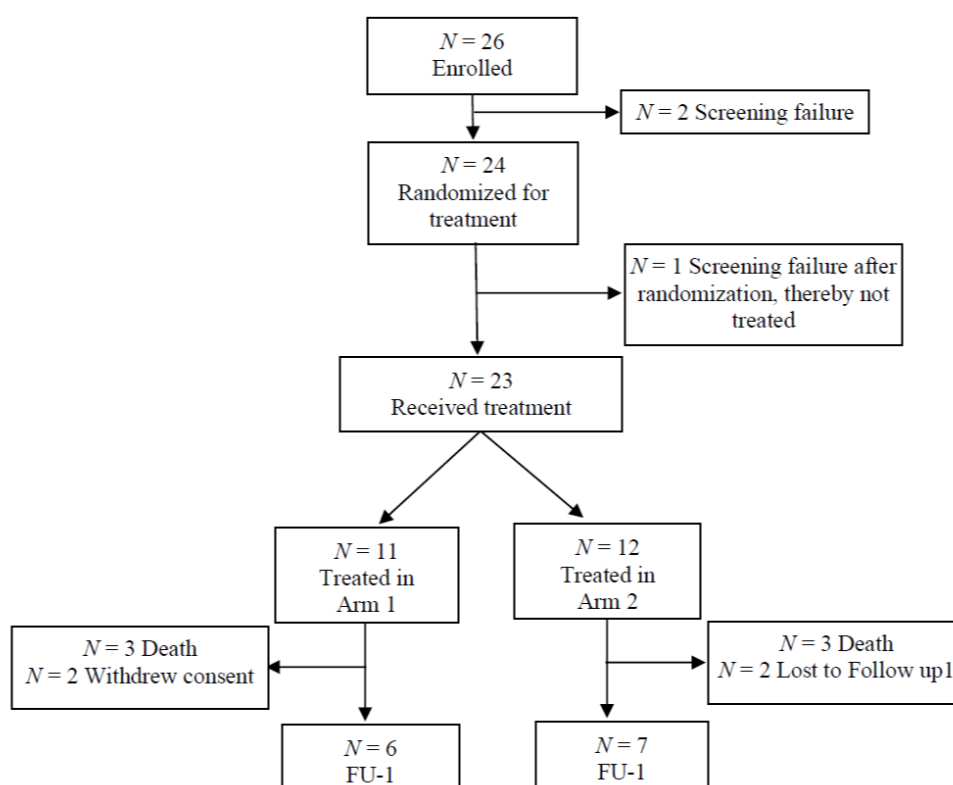 N = 26
Enrolled
N = 2 Screening failure
N = 24
Randomized for
treatment
N = 1 Screening failure after
randomization, thereby not
treated
N = 23
Received treatment
N = 11
Treated in
Arm 1
N = 12
Treated in
Arm 2
N = 3 Death
N = 2 Withdrew consent
N = 3 Death
N = 2 Lost to Follow up1
N = 6
FU-1
N = 7
FU-1